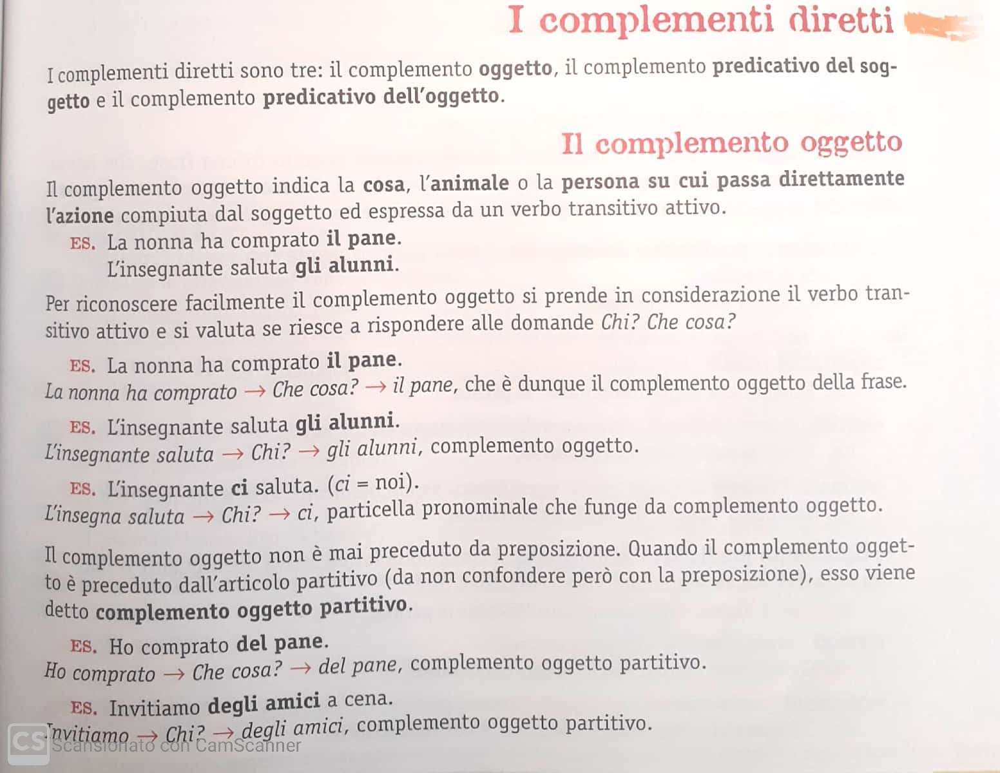 I complementi diretti
I complementi diretti sono tre: il complemento oggetto, il complemento predicativo del sog-
getto e il complemento predicativo dell'oggetto.
Il complemento oggetto
Il complemento oggetto indica la cosa, l'animale o la persona su cui passa direttamente
l'azione compiuta dal soggetto ed espressa da un verbo transitivo attivo.
ES. La nonna ha comprato il pane.
L'insegnante saluta gli alunni.
Per riconoscere facilmente il complemento oggetto si prende in considerazione il verbo tran-
sitivo attivo e si valuta se riesce a rispondere alle domande Chi? Che cosa?
ES. La nonna ha comprato il pane.
La nonna ha comprato → Che cosa? → il pane, che è dunque il complemento oggetto della frase.
ES. L'insegnante saluta gli alunni.
L'insegnante saluta → Chi? → gli alunni, complemento oggetto.
ES. L'insegnante ci saluta. (ci = noi).
L'insegna saluta → Chi? → ci, particella pronominale che funge da complemento oggetto.
Il complemento oggetto non è mai preceduto da preposizione. Quando il complemento ogget-
to è preceduto dall'articolo partitivo (da non confondere però con la preposizione), esso viene
detto complemento oggetto partitivo.
ES. Ho comprato del pane.
Ho comprato → Che cosa? → del pane, complemento oggetto partitivo.
ES. Invitiamo degli amici a cena.
Invitiamo → Chi? → degli amici, complemento oggetto partitivo.
CS Scansionato con CamScanner